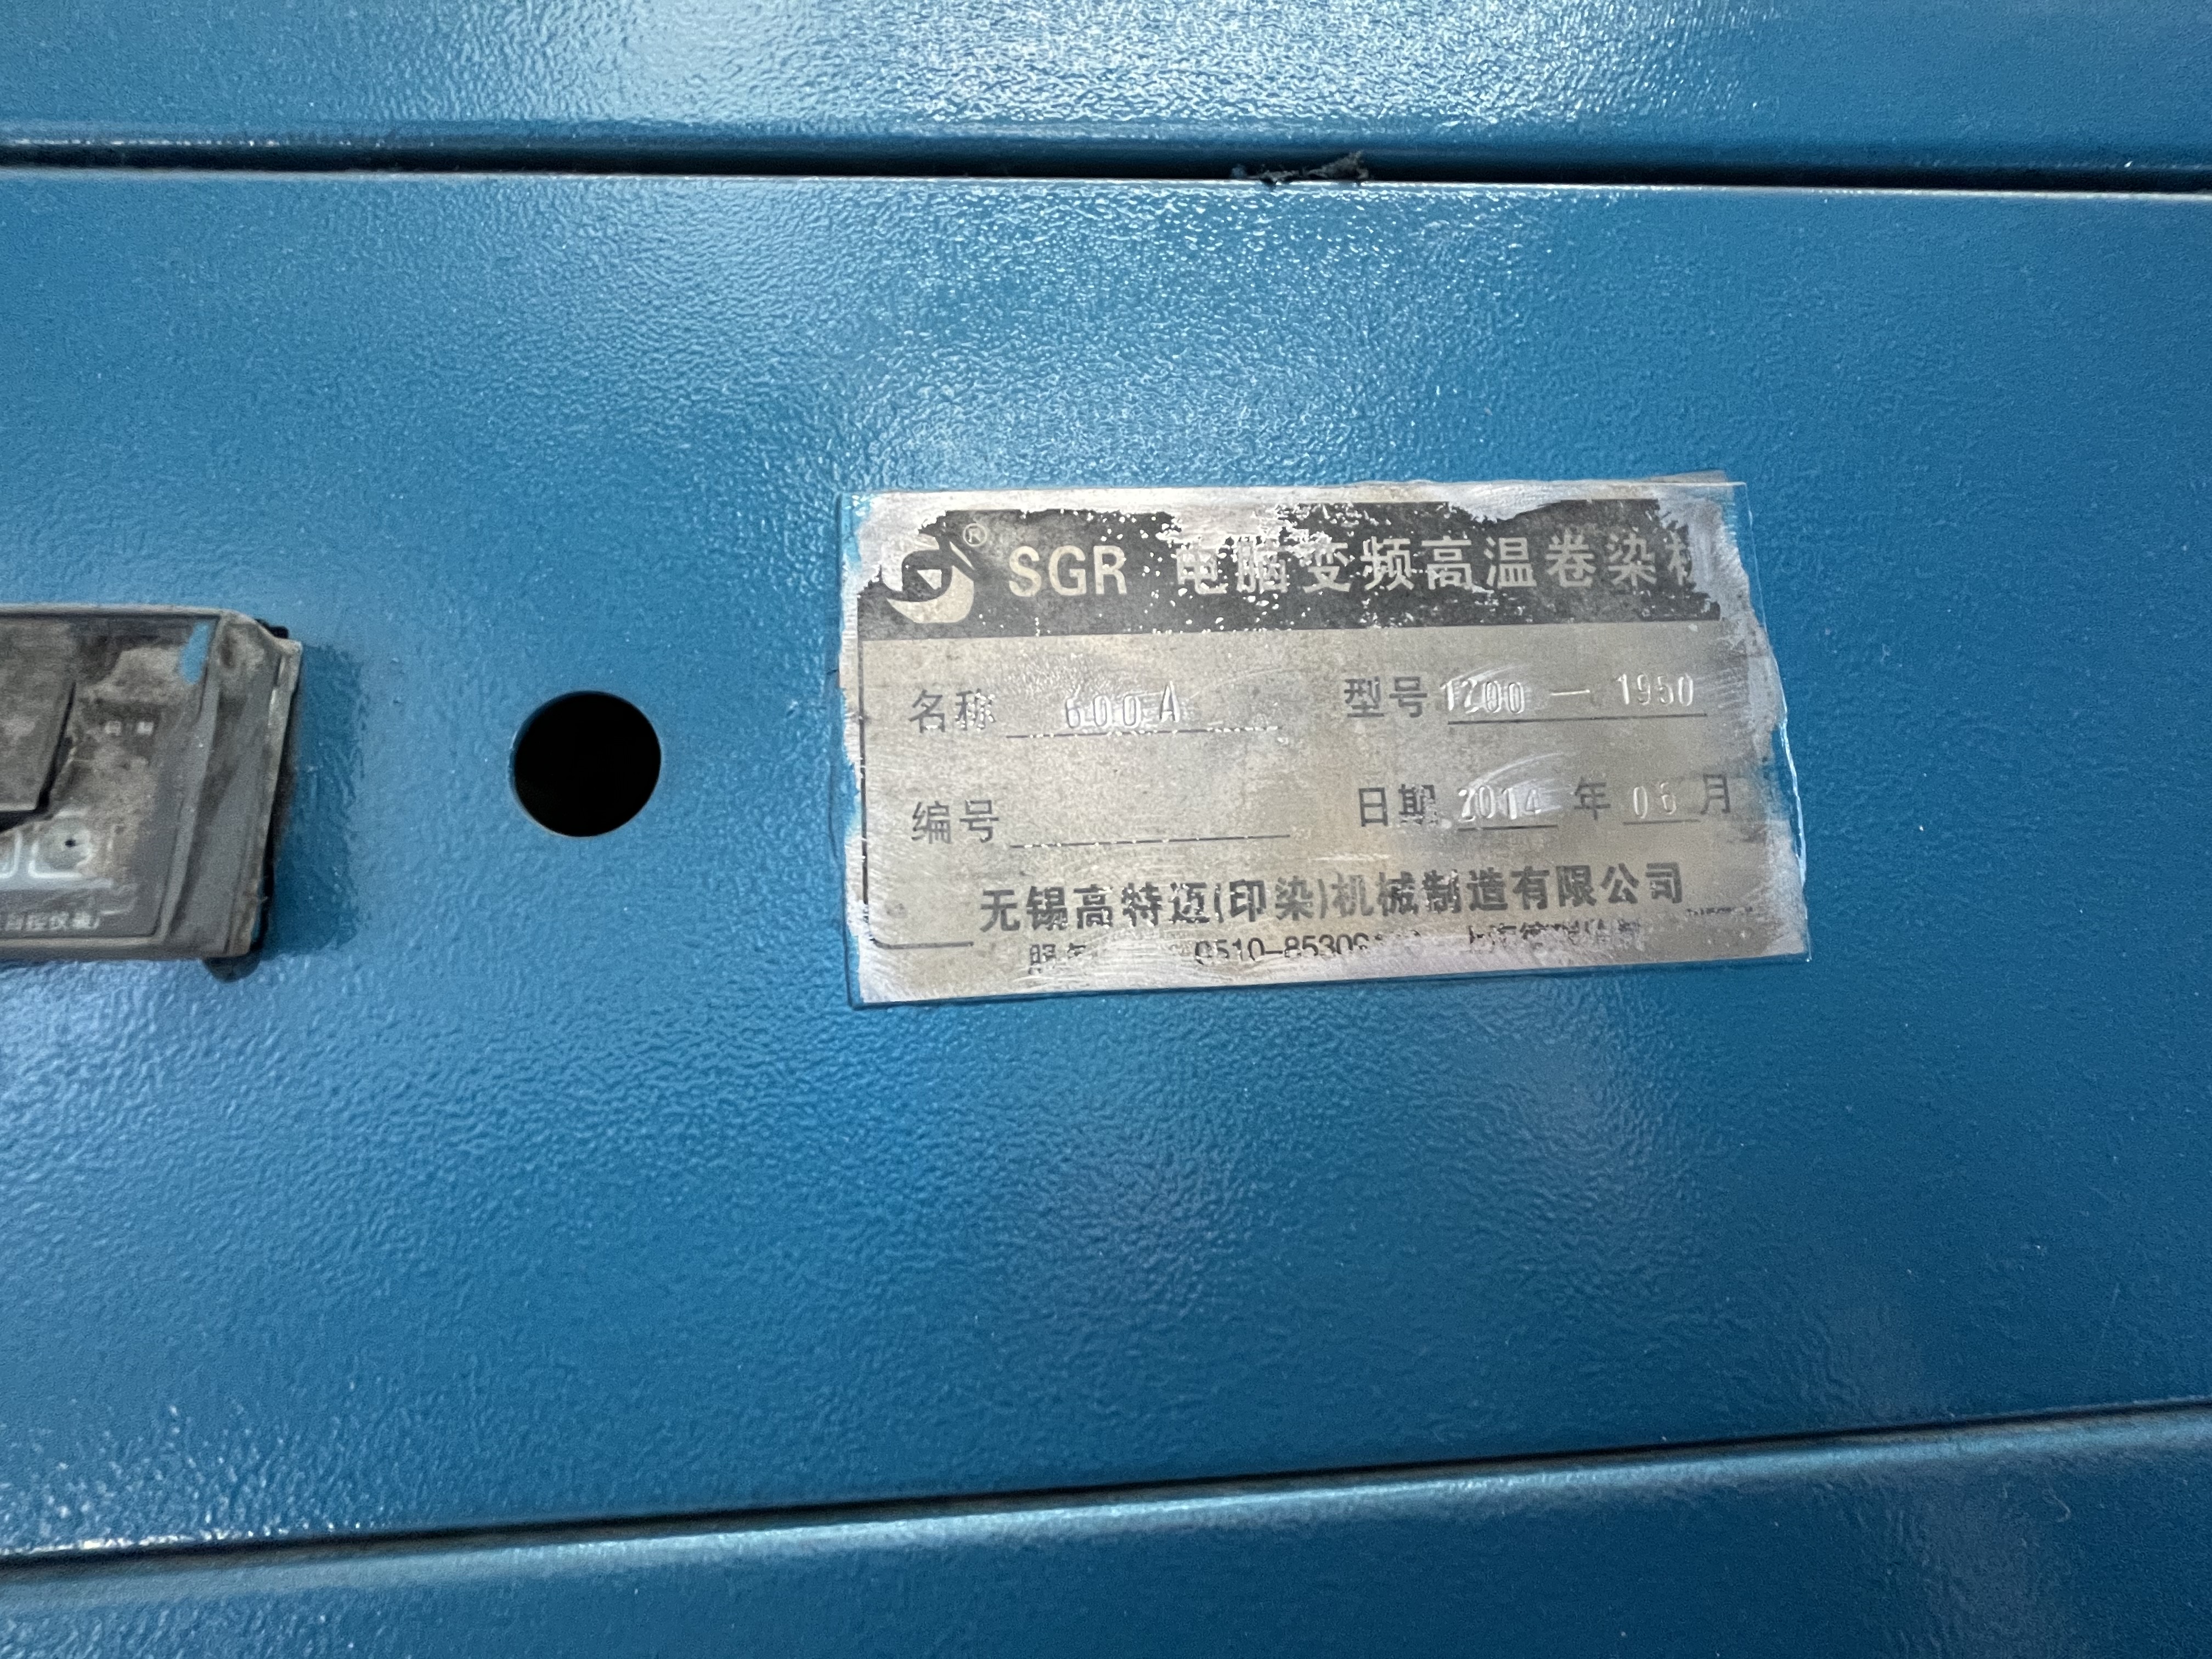 ® SGR 电脑变频高温卷染机
名称 600A 型号 1200 — 1950
编号 日期 2014 年 06 月
无锡高特迈(印染)机械制造有限公司
0510-8530